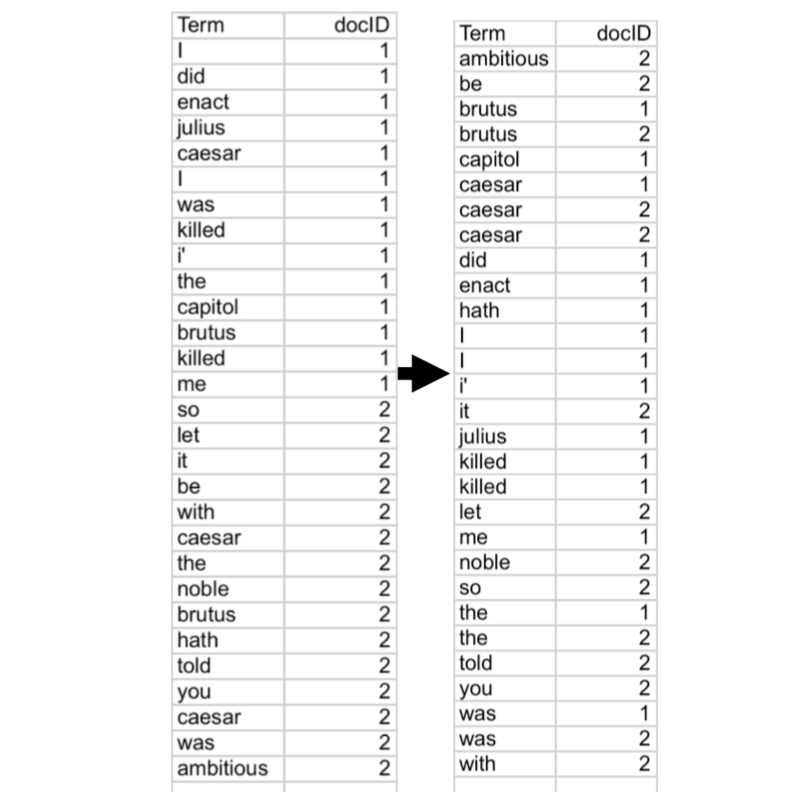 Term docID
I 1
did 1
enact 1
julius 1
caesar 1
I 1
was 1
killed 1
i' 1
the 1
capitol 1
brutus 1
killed 1
me 1
so 2
let 2
it 2
be 2
with 2
caesar 2
the 2
noble 2
brutus 2
hath 2
told 2
you 2
caesar 2
was 2
ambitious 2
Term docID
ambitious 2
be 2
brutus 1
brutus 2
capitol 1
caesar 1
caesar 2
caesar 2
did 1
enact 1
hath 1
I 1
I 1
i' 1
it 2
julius 1
killed 1
killed 1
let 2
me 1
noble 2
so 2
the 1
the 2
told 2
you 2
was 1
was 2
with 2